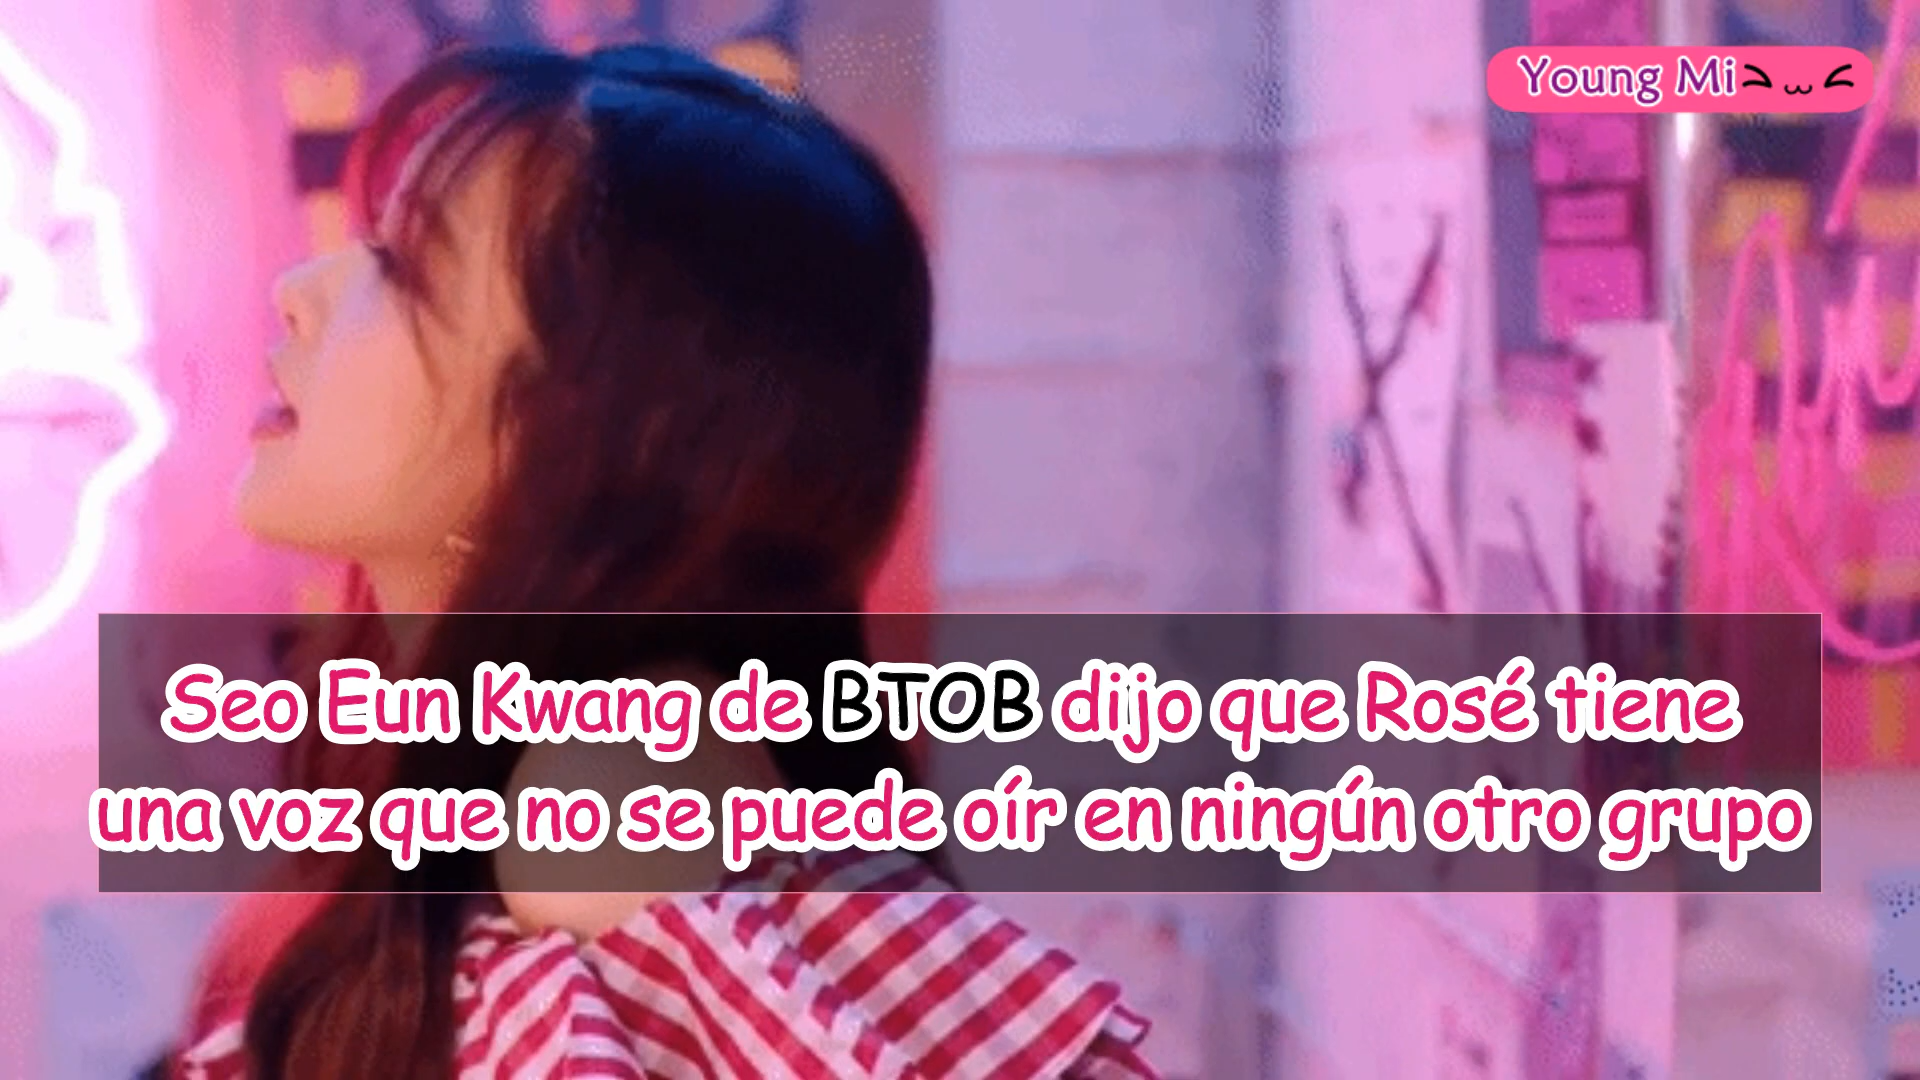 Young Mi
Seo Eun Kwang de BTOB dijo que Rosé tiene
una voz que no se puede oír en ningún otro grupo